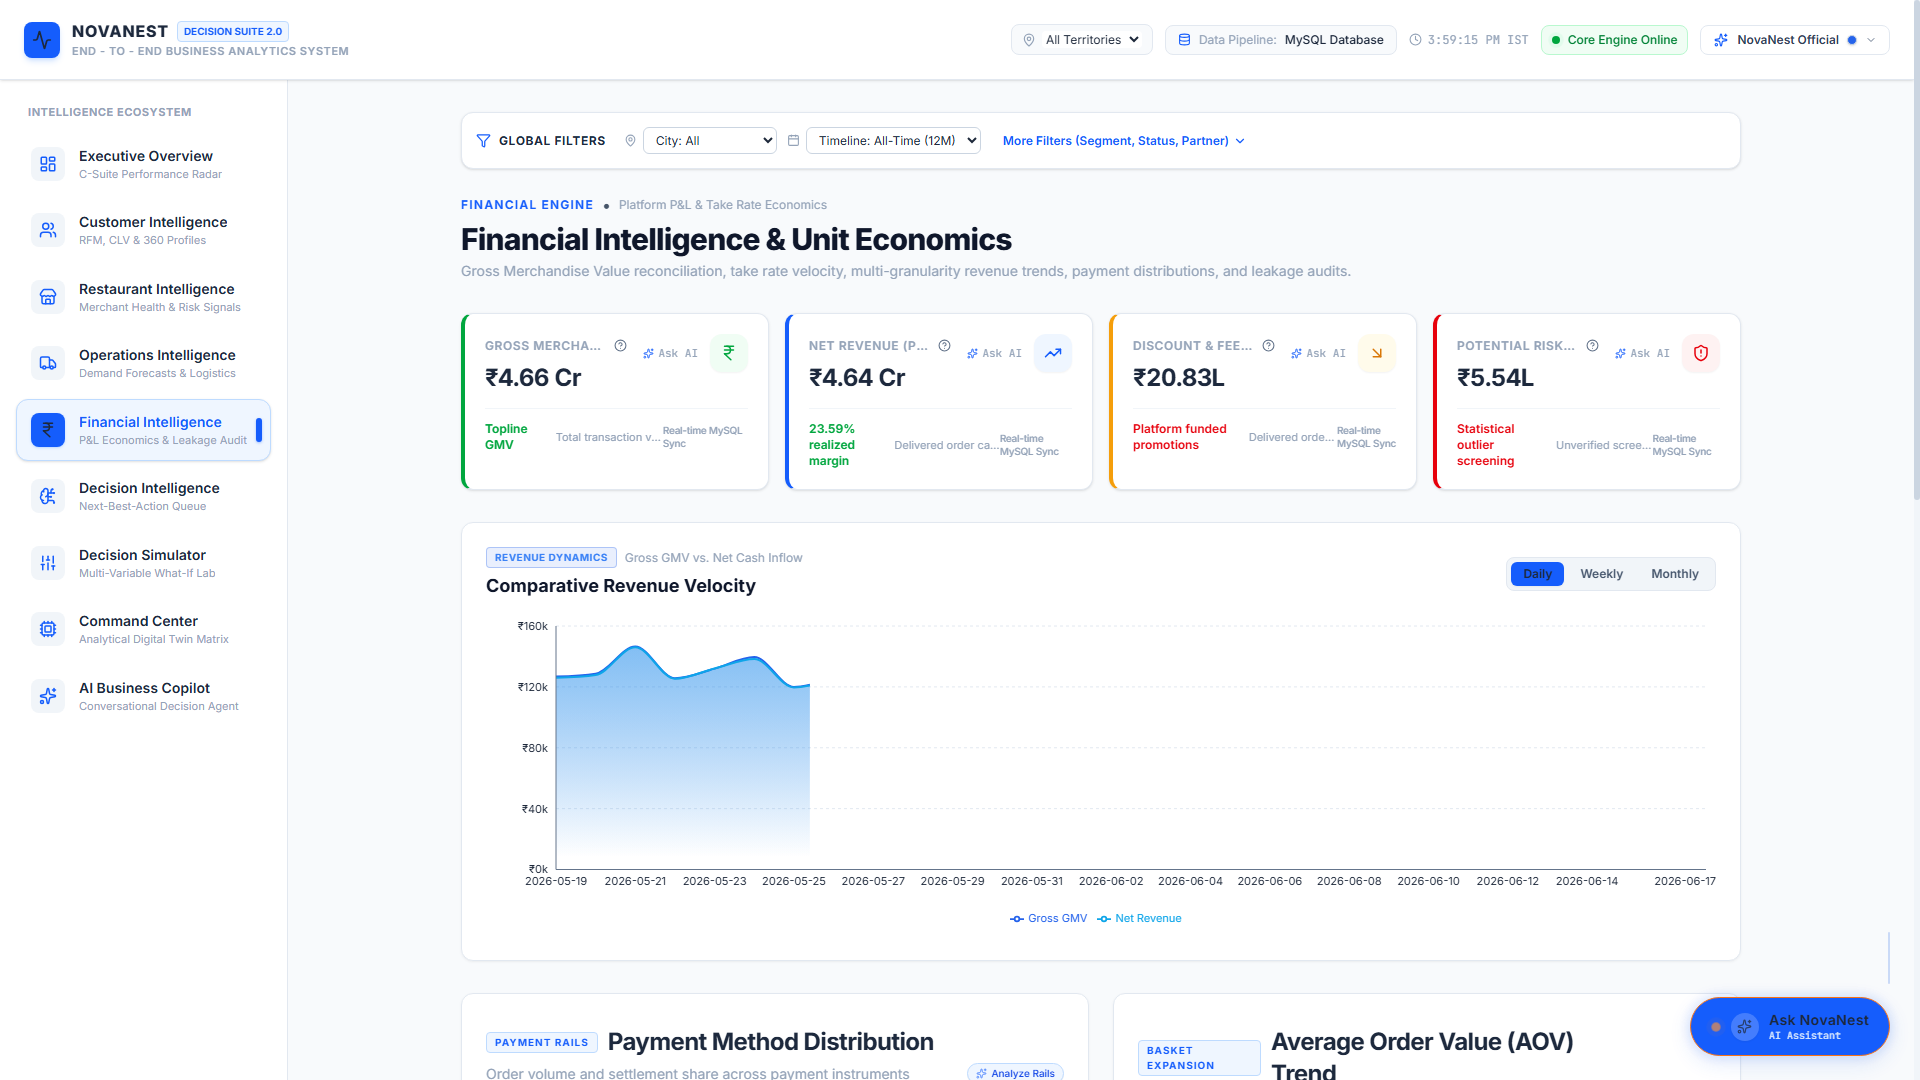 NOVANEST DECISION SUITE 2.0
END - TO - END BUSINESS ANALYTICS SYSTEM
All Territories
Data Pipeline: MySQL Database
3:59:15 PM IST
Core Engine Online
NovaNest Official
INTELLIGENCE ECOSYSTEM
Executive Overview
C-Suite Performance Radar
Customer Intelligence
RFM, CLV & 360 Profiles
Restaurant Intelligence
Merchant Health & Risk Signals
Operations Intelligence
Demand Forecasts & Logistics
Financial Intelligence
P&L Economics & Leakage Audit
Decision Intelligence
Next-Best-Action Queue
Decision Simulator
Multi-Variable What-If Lab
Command Center
Analytical Digital Twin Matrix
AI Business Copilot
Conversational Decision Agent
GLOBAL FILTERS
City: All
Timeline: All-Time (12M)
More Filters (Segment, Status, Partner)
FINANCIAL ENGINE • Platform P&L & Take Rate Economics
Financial Intelligence & Unit Economics
Gross Merchandise Value reconciliation, take rate velocity, multi-granularity revenue trends, payment distributions, and leakage audits.
GROSS MERCHA...
Ask AI
₹
₹4.66 Cr
Topline
GMV
Total transaction v...
Real-time MySQL
Sync
NET REVENUE (P...
Ask AI
₹4.64 Cr
23.59%
realized
margin
Delivered order ca...
Real-time
MySQL Sync
DISCOUNT & FEE...
Ask AI
₹20.83L
Platform funded
promotions
Delivered orde...
Real-time
MySQL Sync
POTENTIAL RISK...
Ask AI
₹5.54L
Statistical
outlier
screening
Unverified scree...
Real-time
MySQL Sync
REVENUE DYNAMICS Gross GMV vs. Net Cash Inflow
Comparative Revenue Velocity
Daily Weekly Monthly
₹160k
₹120k
₹80k
₹40k
₹0k
2026-05-19 2026-05-21 2026-05-23 2026-05-25 2026-05-27 2026-05-29 2026-05-31 2026-06-02 2026-06-04 2026-06-06 2026-06-08 2026-06-10 2026-06-12 2026-06-14 2026-06-17
Gross GMV Net Revenue
PAYMENT RAILS Payment Method Distribution
Order volume and settlement share across payment instruments
Analyze Rails
BASKET
EXPANSION
Average Order Value (AOV)
Trend
Ask NovaNest
AI Assistant